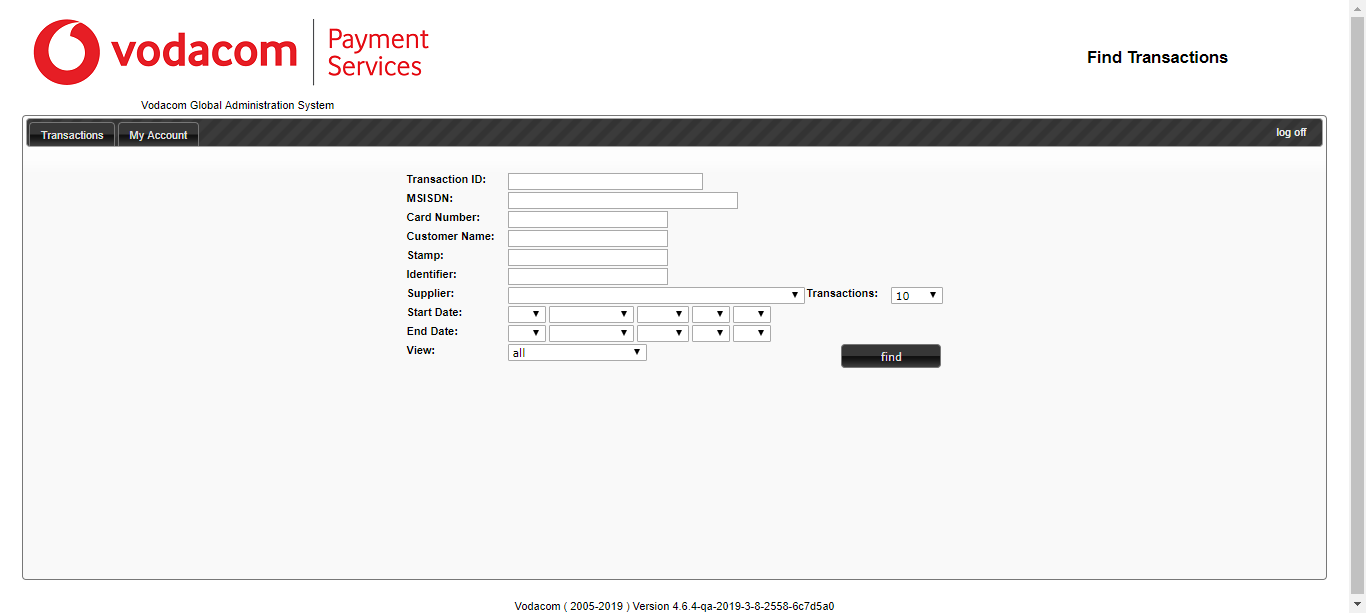 vodacom
Payment
Services
Find Transactions
Vodacom Global Administration System
Transactions My Account log off
Transaction ID:
MSISDN:
Card Number:
Customer Name:
Stamp:
Identifier:
Supplier: Transactions: 10
Start Date:
End Date:
View: all find
Vodacom ( 2005-2019 ) Version 4.6.4-qa-2019-3-8-2558-6c7d5a0